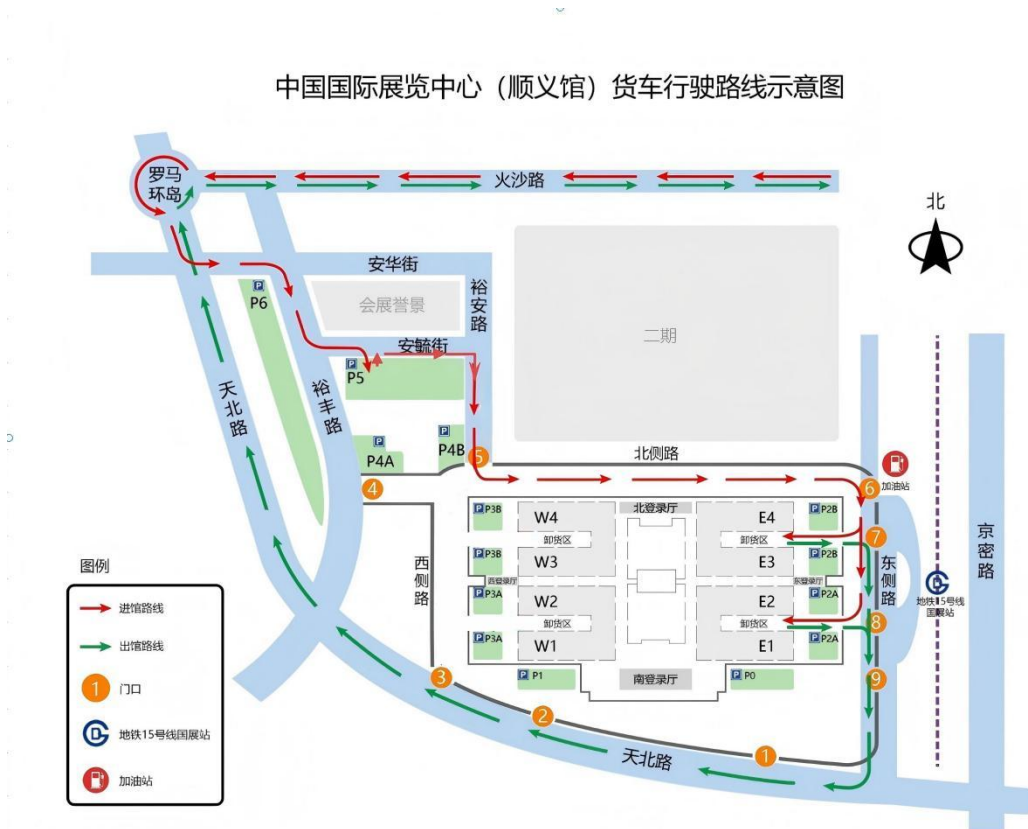 中国国际展览中心（顺义馆）货车行驶路线示意图
罗马
环岛
火沙路
北
安华街
P
P6
会展誉景
裕安路
二期
安毓街
P
P5
天北路
裕丰路
P
P4A
P
P4B
5
北侧路
加油站
4
6
PP3B
W4
北登录厅
E4
PP2B
卸货区
卸货区
7
京密路
PP3B
W3
E3
PP2B
西侧路
西登录厅
东登录厅
东侧路
地铁15号线
国展站
PP3A
W2
E2
PP2A
卸货区
卸货区
8
PP3A
W1
E1
PP2A
3
P P1
南登录厅
P P0
9
2
天北路
1
图例
进馆路线
出馆路线
1
门口
D
地铁15号线国展站
加油站